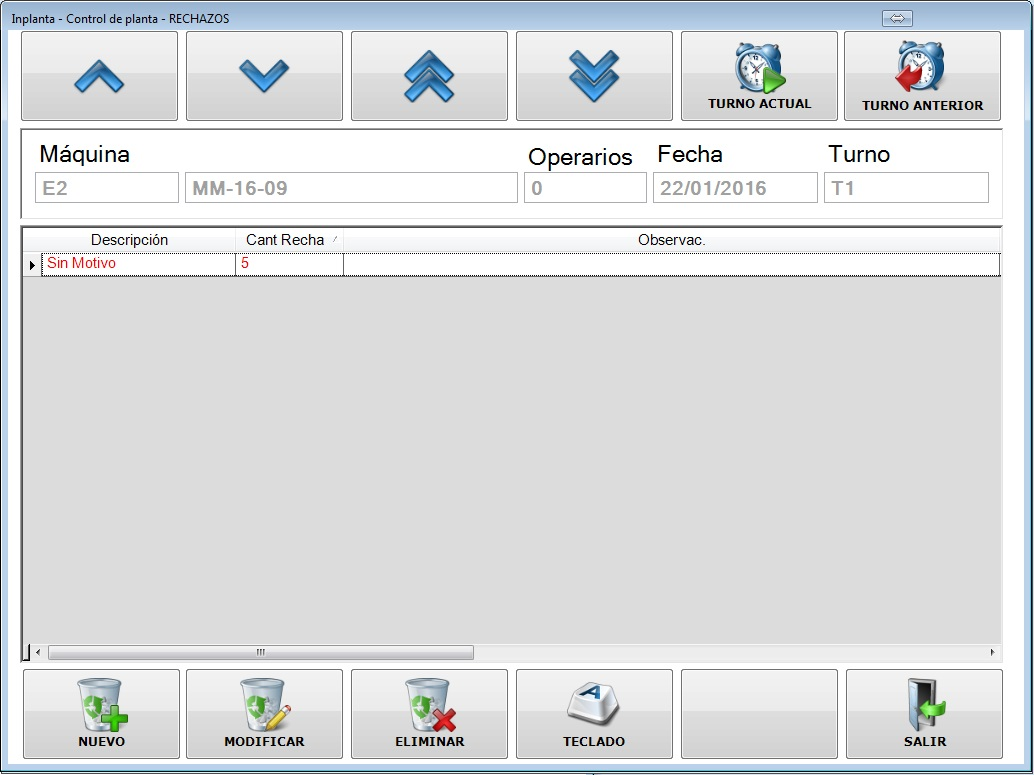 Inplanta - Control de planta - RECHAZOS
TURNO ACTUAL
TURNO ANTERIOR
Máquina
Operarios
Fecha
Turno
E2
MM-16-09
0
22/01/2016
T1
Descripción
Cant Recha
Observac.
Sin Motivo
5
NUEVO
MODIFICAR
ELIMINAR
A
TECLADO
SALIR